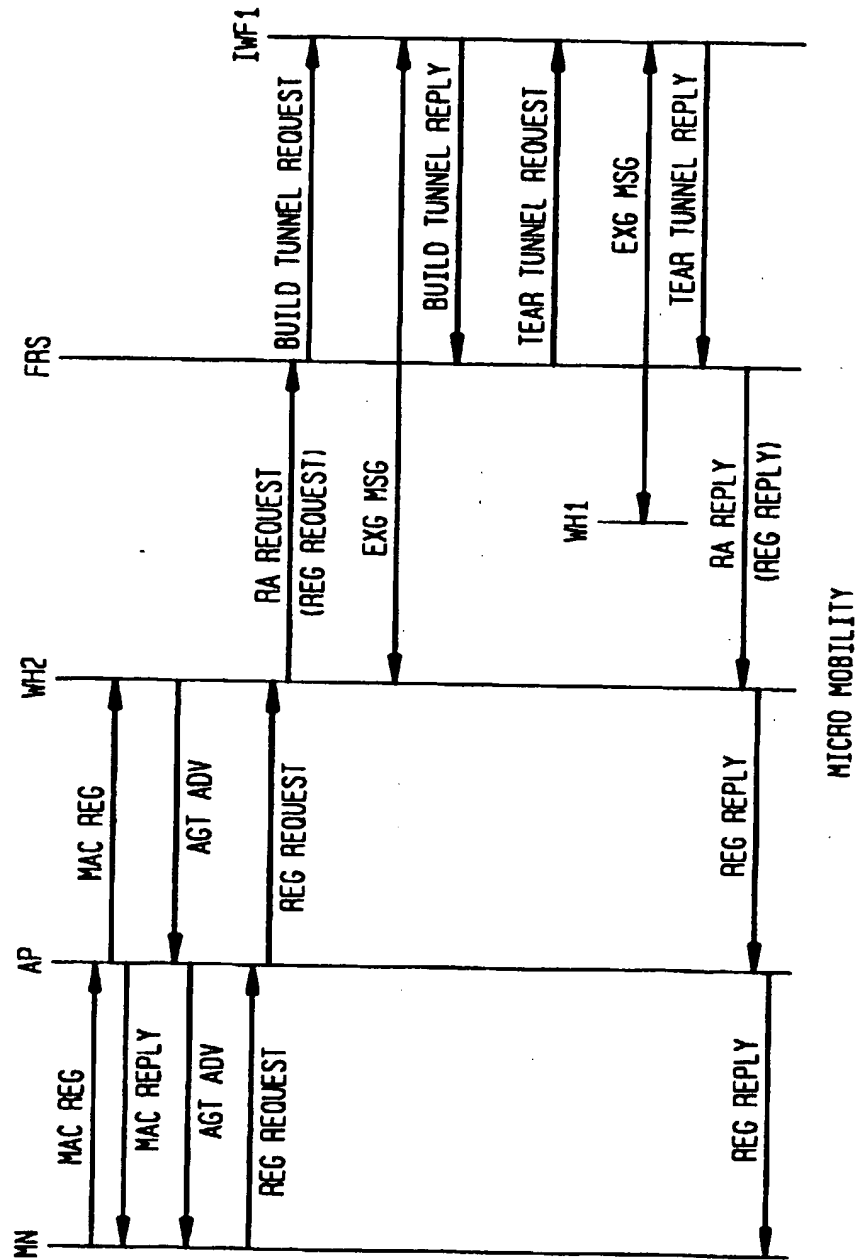 MN
AP
WH2
FRS
IWF1
MAC REG
MAC REG
MAC REPLY
AGT ADV
AGT ADV
REG REQUEST
REG REQUEST
RA REQUEST
(REG REQUEST)
BUILD TUNNEL REQUEST
EXG MSG
BUILD TUNNEL REPLY
TEAR TUNNEL REQUEST
WH1
EXG MSG
TEAR TUNNEL REPLY
RA REPLY
(REG REPLY)
REG REPLY
REG REPLY
MICRO MOBILITY